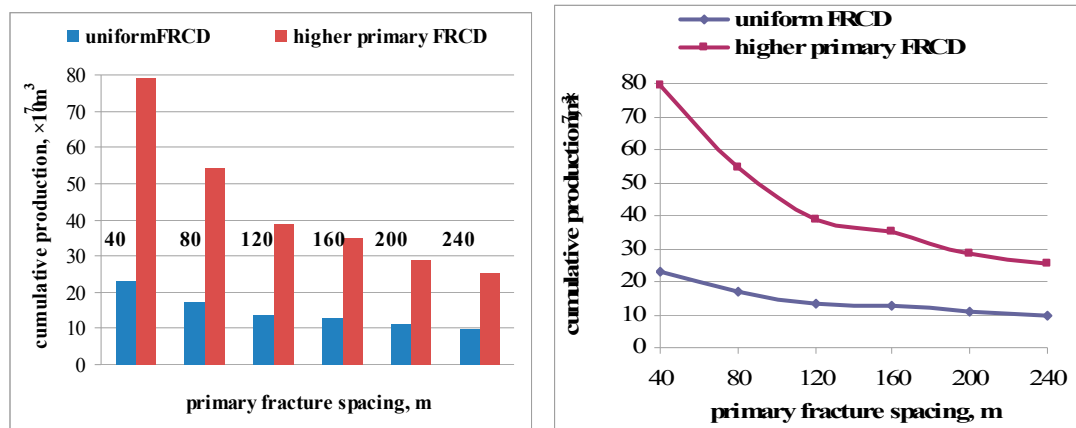 uniformFRCD higher primary FRCD
cumulative production, ×10⁷m³
80
70
60
50
40
30
20
10
0
40 80 120 160 200 240
primary fracture spacing, m
uniform FRCD
higher primary FRCD
cumulative production,
80
70
60
50
40
30
20
10
0
40 80 120 160 200 240
primary fracture spacing, m